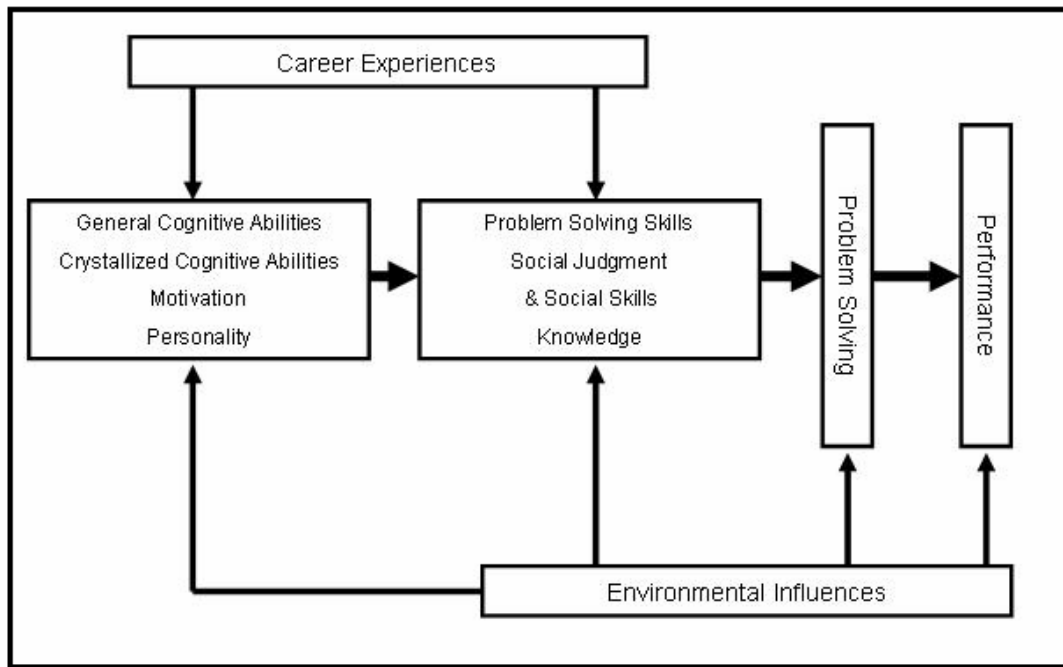 Career Experiences
General Cognitive Abilities
Crystallized Cognitive Abilities
Motivation
Personality
Problem Solving Skills
Social Judgment
& Social Skills
Knowledge
Problem Solving
Performance
Environmental Influences